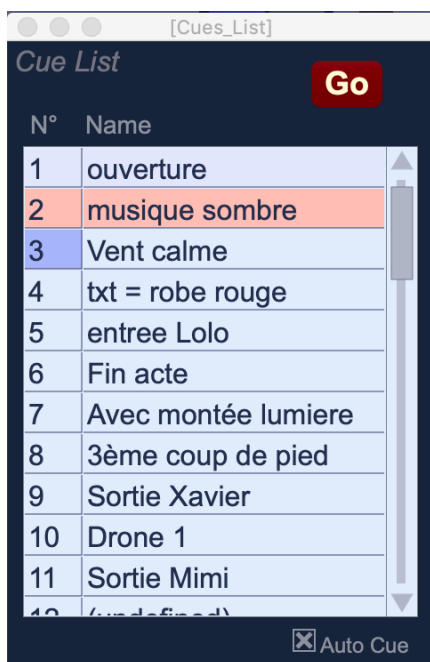 [Cues_List]
Cue List
Go
N° Name
1 ouverture
2 musique sombre
3 Vent calme
4 txt = robe rouge
5 entree Lolo
6 Fin acte
7 Avec montée lumiere
8 3ème coup de pied
9 Sortie Xavier
10 Drone 1
11 Sortie Mimi
12 (undefined)
Auto Cue